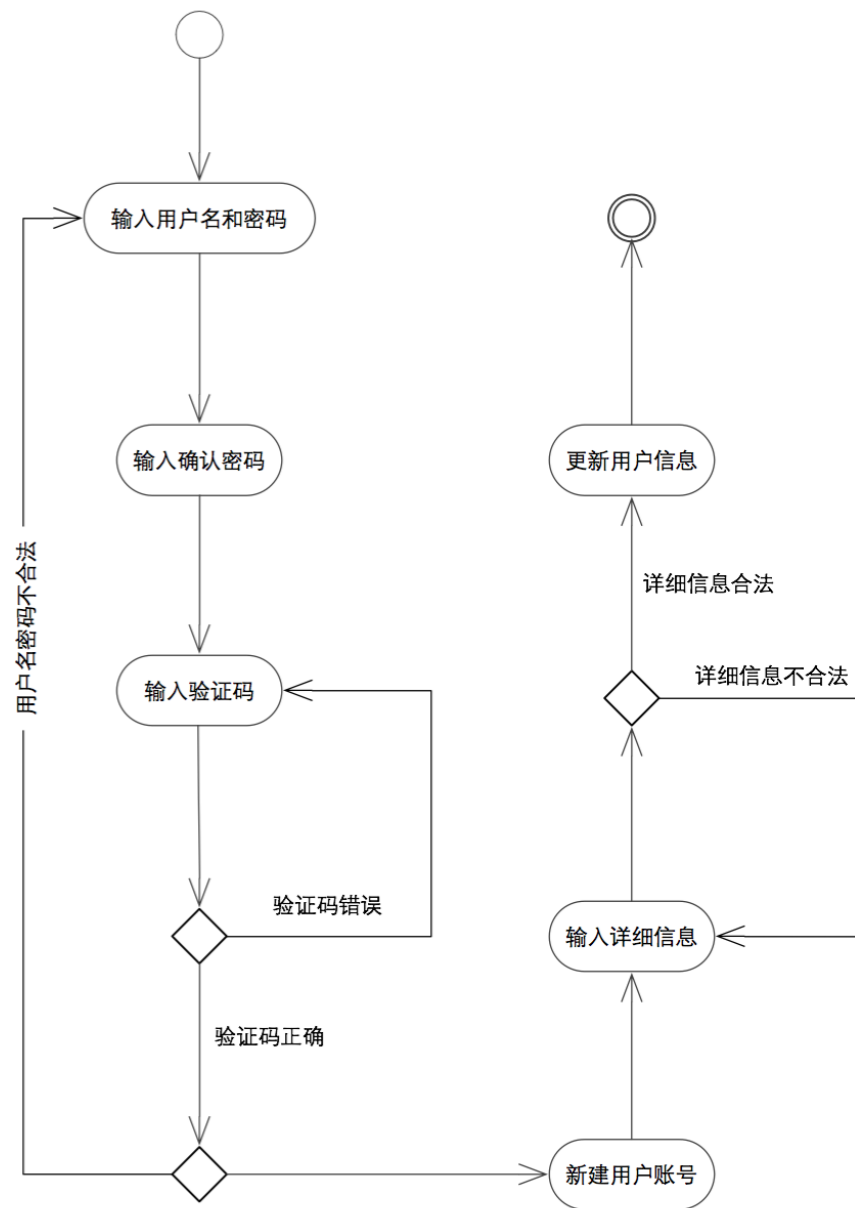 输入用户名和密码
输入确认密码
用户名密码不合法
输入验证码
验证码错误
验证码正确
更新用户信息
详细信息合法
详细信息不合法
输入详细信息
新建用户账号